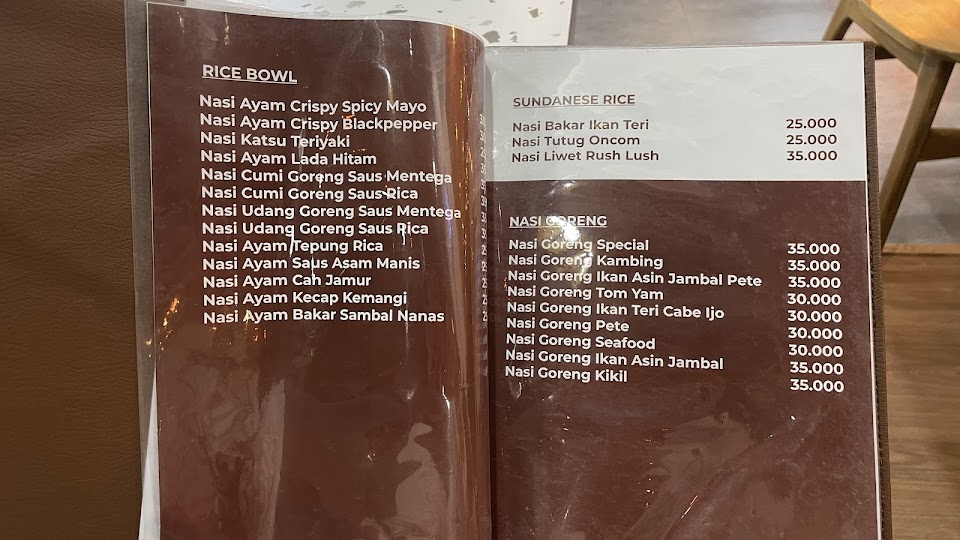 RICE BOWL
Nasi Ayam Crispy Spicy Mayo
Nasi Ayam Crispy Blackpepper
Nasi Katsu Teriyaki
Nasi Ayam Lada Hitam
Nasi Cumi Goreng Saus Mentega
Nasi Cumi Goreng Saus Rica
Nasi Udang Goreng Saus Mentega
Nasi Udang Goreng Saus Rica
Nasi Ayam Tepung Rica
Nasi Ayam Saus Asam Manis
Nasi Ayam Cah Jamur
Nasi Ayam Kecap Kemangi
Nasi Ayam Bakar Sambal Nanas
SUNDANESE RICE
Nasi Bakar Ikan Teri 25.000
Nasi Tutug Oncom 25.000
Nasi Liwet Rush Lush 35.000
NASI GORENG
Nasi Goreng Special 35.000
Nasi Goreng Kambing 35.000
Nasi Goreng Ikan Asin Jambal Pete 35.000
Nasi Goreng Tom Yam 30.000
Nasi Goreng Ikan Teri Cabe Ijo 30.000
Nasi Goreng Pete 30.000
Nasi Goreng Seafood 30.000
Nasi Goreng Ikan Asin Jambal 35.000
Nasi Goreng Kikil 35.000